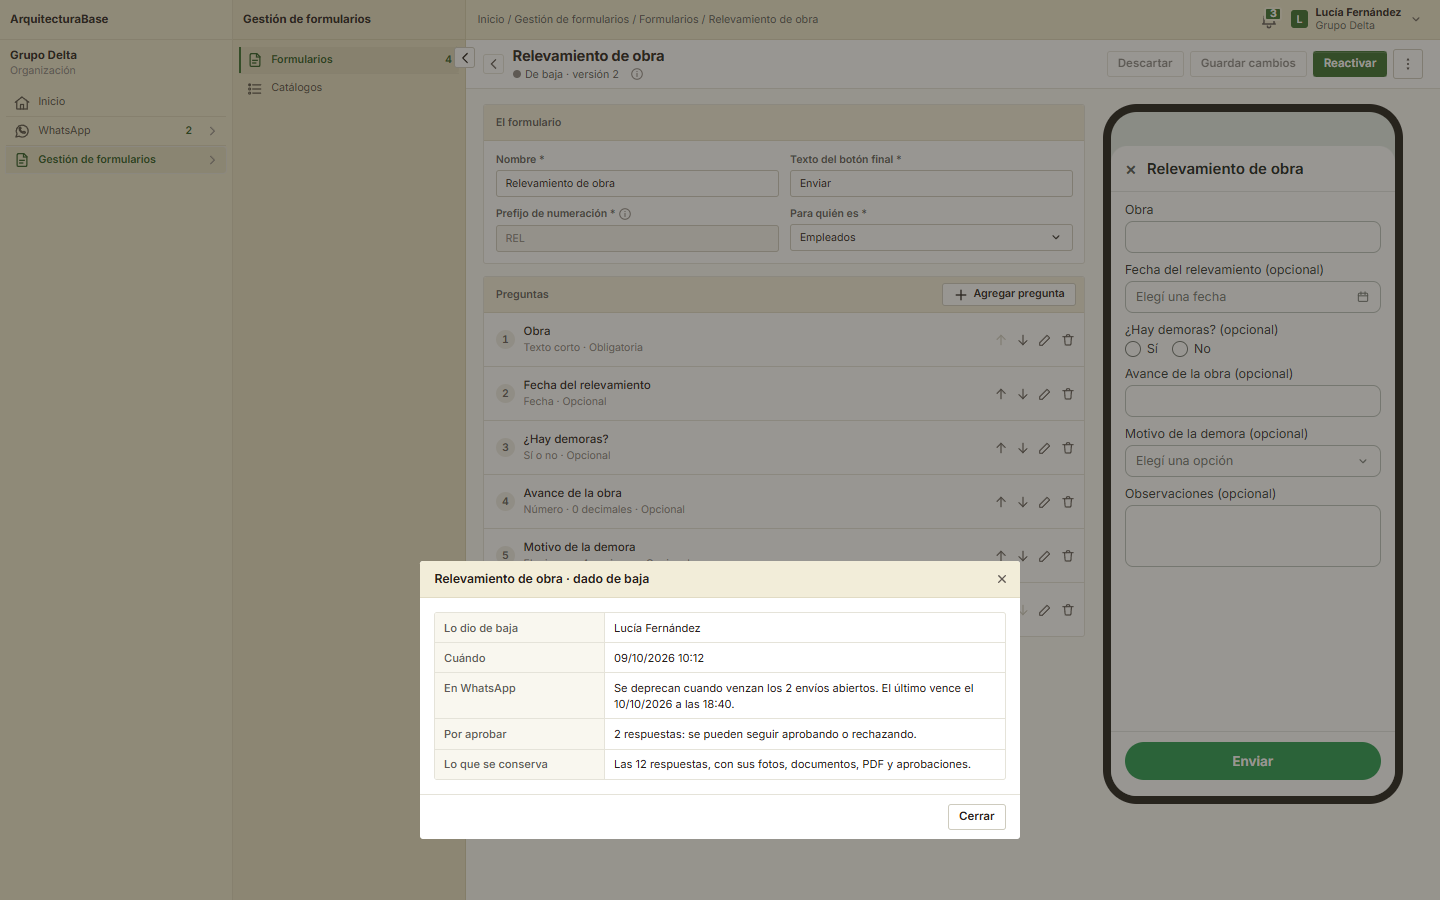 ArquitecturaBase
Grupo Delta
Organización
Inicio
WhatsApp 2
Gestión de formularios
Gestión de formularios
Formularios 4
Catálogos
Inicio / Gestión de formularios / Formularios / Relevamiento de obra
3
L
Lucía Fernández
Grupo Delta
Relevamiento de obra
De baja · versión 2
Descartar
Guardar cambios
Reactivar
El formulario
Nombre *
Relevamiento de obra
Texto del botón final *
Enviar
Prefijo de numeración *
REL
Para quién es *
Empleados
Preguntas
Agregar pregunta
1 Obra
Texto corto · Obligatoria
2 Fecha del relevamiento
Fecha · Opcional
3 ¿Hay demoras?
Sí o no · Opcional
4 Avance de la obra
Número · 0 decimales · Opcional
5 Motivo de la demora
Relevamiento de obra · dado de baja
Lo dio de baja Lucía Fernández
Cuándo 09/10/2026 10:12
En WhatsApp Se deprecan cuando venzan los 2 envíos abiertos. El último vence el
10/10/2026 a las 18:40.
Por aprobar 2 respuestas: se pueden seguir aprobando o rechazando.
Lo que se conserva Las 12 respuestas, con sus fotos, documentos, PDF y aprobaciones.
Cerrar
Relevamiento de obra
Obra
Fecha del relevamiento (opcional)
Elegí una fecha
¿Hay demoras? (opcional)
Sí No
Avance de la obra (opcional)
Motivo de la demora (opcional)
Elegí una opción
Observaciones (opcional)
Enviar